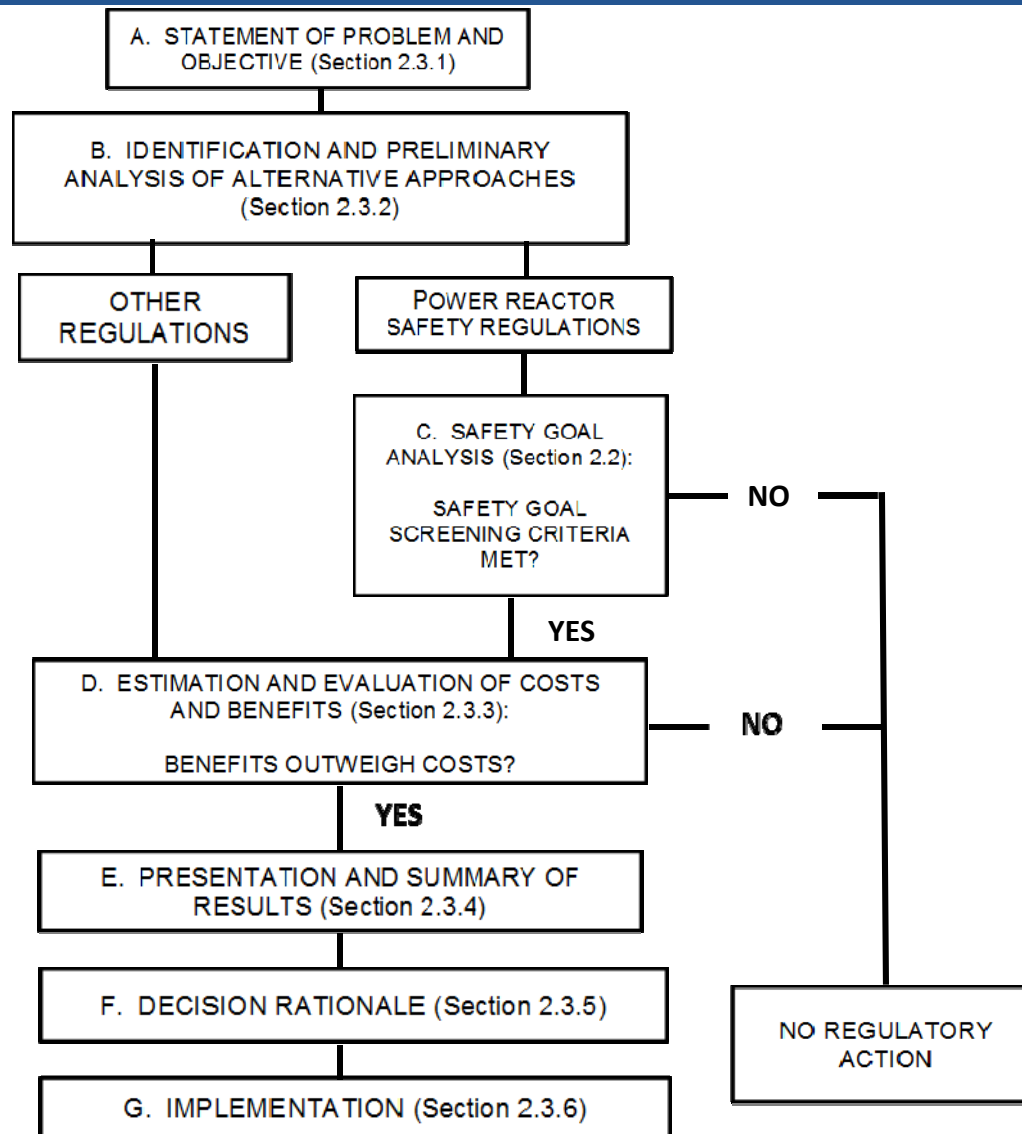 A. STATEMENT OF PROBLEM AND
OBJECTIVE (Section 2.3.1)
B. IDENTIFICATION AND PRELIMINARY
ANALYSIS OF ALTERNATIVE APPROACHES
(Section 2.3.2)
OTHER
REGULATIONS
POWER REACTOR
SAFETY REGULATIONS
C. SAFETY GOAL
ANALYSIS (Section 2.2):
SAFETY GOAL
SCREENING CRITERIA
MET?
NO
YES
D. ESTIMATION AND EVALUATION OF COSTS
AND BENEFITS (Section 2.3.3):
BENEFITS OUTWEIGH COSTS?
NO
YES
E. PRESENTATION AND SUMMARY OF
RESULTS (Section 2.3.4)
F. DECISION RATIONALE (Section 2.3.5)
NO REGULATORY
ACTION
G. IMPLEMENTATION (Section 2.3.6)